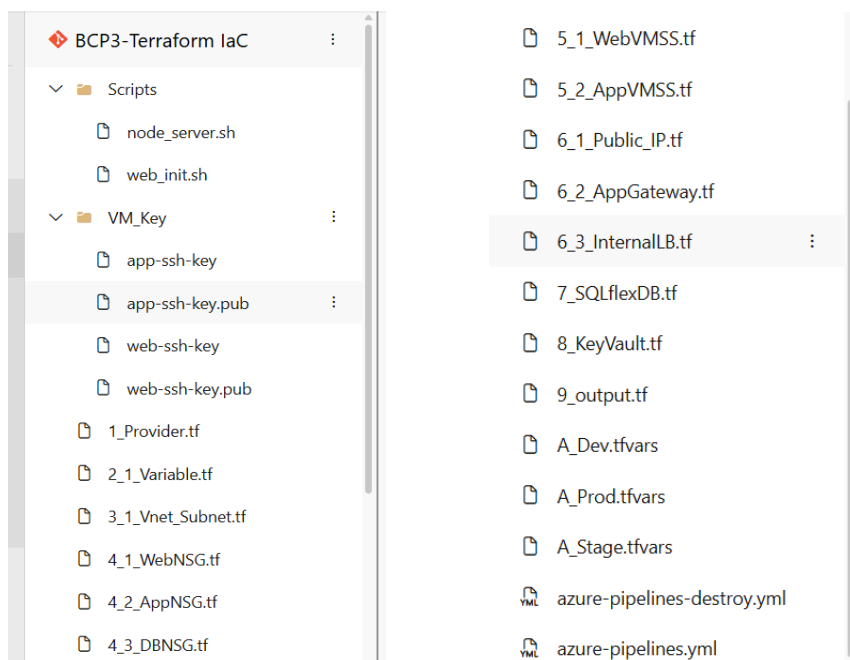 BCP3-Terraform IaC
Scripts
node_server.sh
web_init.sh
VM_Key
app-ssh-key
app-ssh-key.pub
web-ssh-key
web-ssh-key.pub
1_Provider.tf
2_1_Variable.tf
3_1_Vnet_Subnet.tf
4_1_WebNSG.tf
4_2_AppNSG.tf
4_3_DBNSG.tf
5_1_WebVMSS.tf
5_2_AppVMSS.tf
6_1_Public_IP.tf
6_2_AppGateway.tf
6_3_InternalLB.tf
7_SQLflexDB.tf
8_KeyVault.tf
9_output.tf
A_Dev.tfvars
A_Prod.tfvars
A_Stage.tfvars
YML azure-pipelines-destroy.yml
YML azure-pipelines.yml